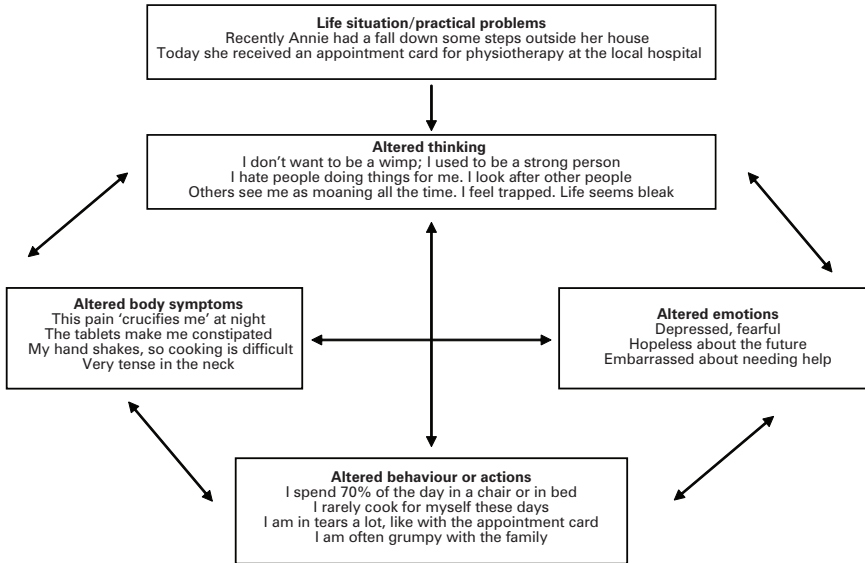 Life situation/practical problems
Recently Annie had a fall down some steps outside her house
Today she received an appointment card for physiotherapy at the local hospital
Altered thinking
I don't want to be a wimp; I used to be a strong person
I hate people doing things for me. I look after other people
Others see me as moaning all the time. I feel trapped. Life seems bleak
Altered body symptoms
This pain 'crucifies me' at night
The tablets make me constipated
My hand shakes, so cooking is difficult
Very tense in the neck
Altered emotions
Depressed, fearful
Hopeless about the future
Embarrassed about needing help
Altered behaviour or actions
I spend 70% of the day in a chair or in bed
I rarely cook for myself these days
I am in tears a lot, like with the appointment card
I am often grumpy with the family